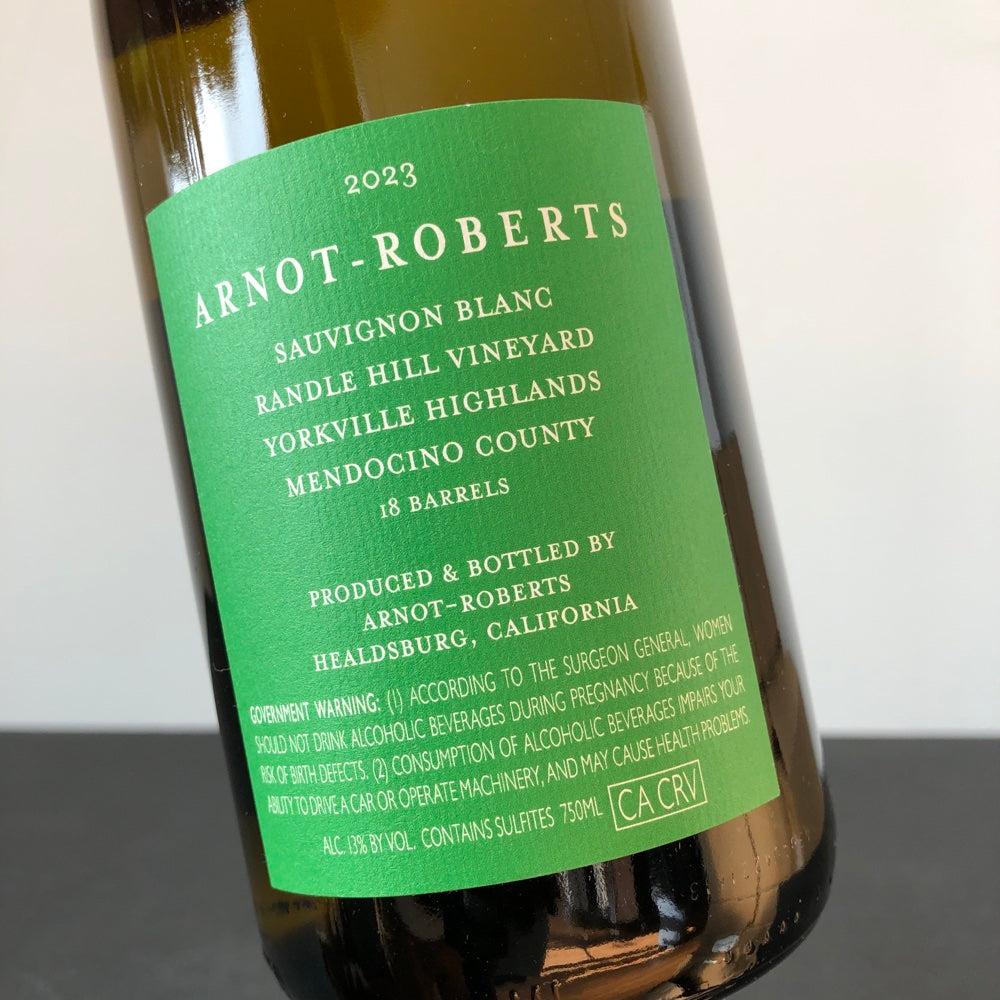 2023
ARNOT-ROBERTS
SAUVIGNON BLANC
RANDLE HILL VINEYARD
YORKVILLE HIGHLANDS
MENDOCINO COUNTY
18 BARRELS
PRODUCED & BOTTLED BY
ARNOT-ROBERTS
HEALDSBURG, CALIFORNIA
GOVERNMENT WARNING: (1) ACCORDING TO THE SURGEON GENERAL, WOMEN
SHOULD NOT DRINK ALCOHOLIC BEVERAGES DURING PREGNANCY BECAUSE OF THE
RISK OF BIRTH DEFECTS. (2) CONSUMPTION OF ALCOHOLIC BEVERAGES IMPAIRS YOUR
ABILITY TO DRIVE A CAR OR OPERATE MACHINERY, AND MAY CAUSE HEALTH PROBLEMS.
ALC. 13% BY VOL. CONTAINS SULFITES 750ML CA CRV